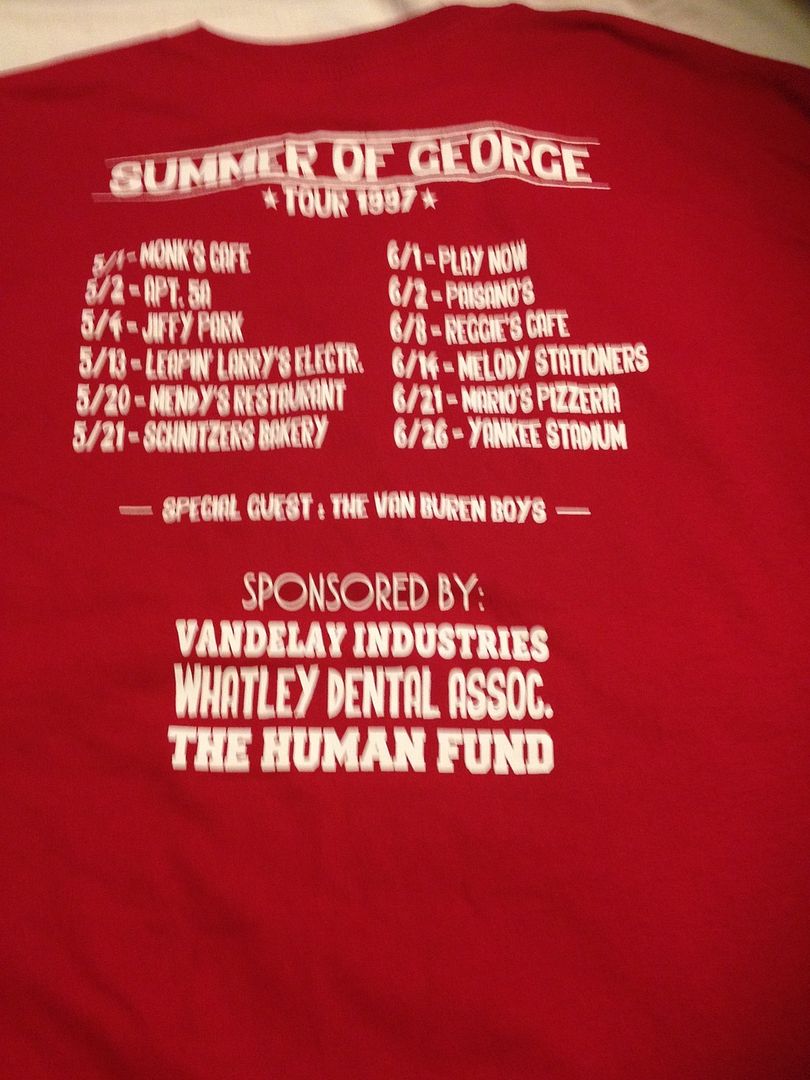 SUMMER OF GEORGE
★ TOUR 1997 ★
5/1 - MONK'S CAFE
5/2 - APT. 5A
5/4 - JIFFY PARK
5/13 - LEAPIN' LARRY'S ELECTR.
5/20 - MENDY'S RESTAURANT
5/21 - SCHNITZERS BAKERY
6/1 - PLAY NOW
6/2 - PAISANO'S
6/8 - REGGIE'S CAFE
6/14 - MELODY STATIONERS
6/21 - MARIO'S PIZZERIA
6/26 - YANKEE STADIUM
— SPECIAL GUEST : THE VAN BUREN BOYS —
SPONSORED BY:
VANDELAY INDUSTRIES
WHATLEY DENTAL ASSOC.
THE HUMAN FUND